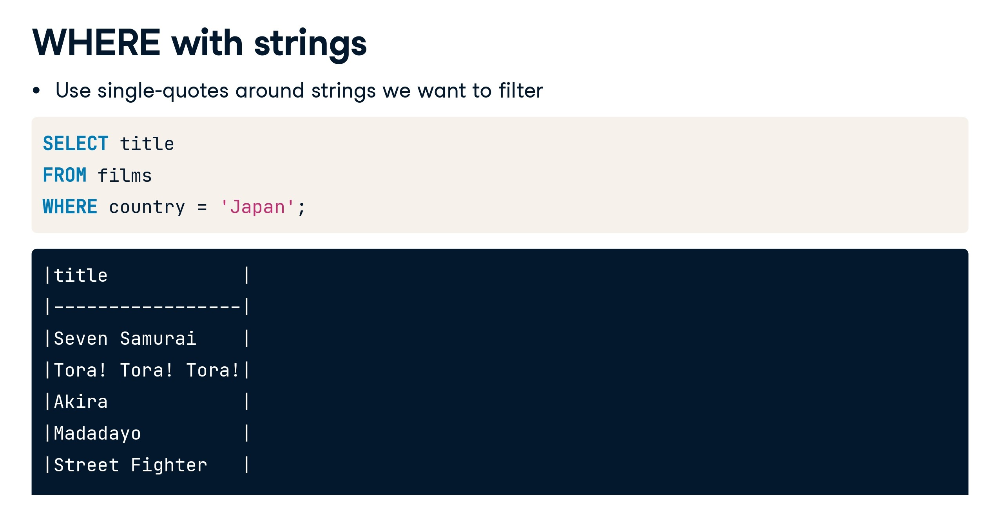 WHERE with strings
• Use single-quotes around strings we want to filter
SELECT title
FROM films
WHERE country = 'Japan';
|title            |
|-----------------|
|Seven Samurai    |
|Tora! Tora! Tora!|
|Akira            |
|Madadayo         |
|Street Fighter   |